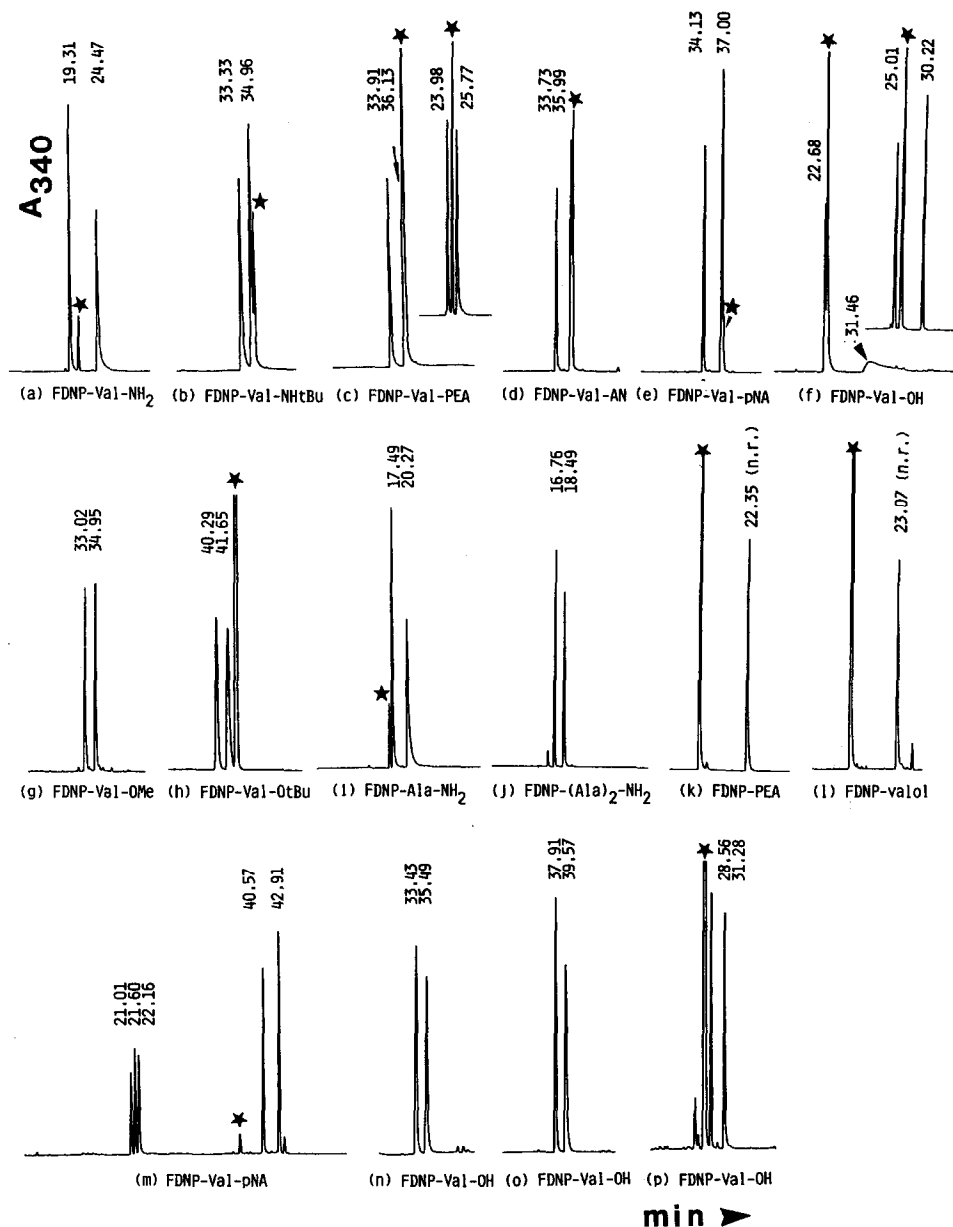 A340
19.31
24.47
33.33
34.96
33.91
36.13
23.98
25.77
33.73
35.99
34.13
37.00
22.68
31.46
25.01
30.22
(a) FDNP-Val-NH2
(b) FDNP-Val-NHtBu
(c) FDNP-Val-PEA
(d) FDNP-Val-AN
(e) FDNP-Val-pNA
(f) FDNP-Val-OH
33.02
34.95
40.29
41.65
17.49
20.27
16.76
18.49
22.35 (n.r.)
23.07 (n.r.)
(g) FDNP-Val-OMe
(h) FDNP-Val-OtBu
(i) FDNP-Ala-NH2
(j) FDNP-(Ala)2-NH2
(k) FDNP-PEA
(l) FDNP-valol
21.01
21.60
22.16
40.57
42.91
33.43
35.49
37.91
39.57
28.56
31.28
(m) FDNP-Val-pNA
(n) FDNP-Val-OH
(o) FDNP-Val-OH
(p) FDNP-Val-OH
min